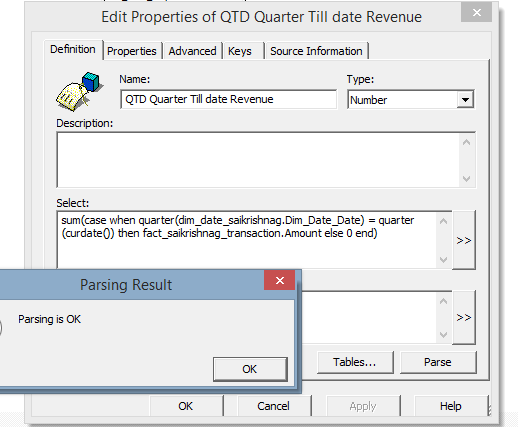 Edit Properties of QTD Quarter Till date Revenue
Definition Properties Advanced Keys Source Information
Name: Type:
QTD Quarter Till date Revenue Number
Description:
Select:
sum(case when quarter(dim_date_saikrishnag.Dim_Date_Date) = quarter
(curdate()) then fact_saikrishnag_transaction.Amount else 0 end)
>>
Parsing Result
Parsing is OK
>>
OK
Tables... Parse
OK Cancel Apply Help